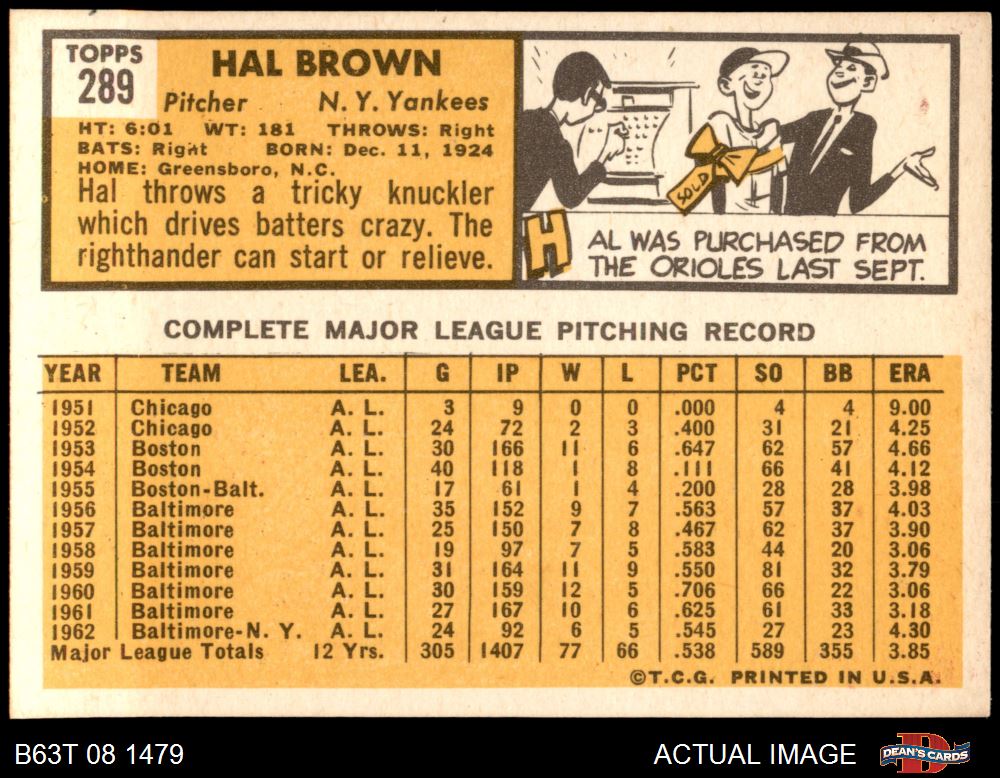 TOPPS
289
HAL BROWN
Pitcher N. Y. Yankees
HT: 6:01 WT: 181 THROWS: Right
BATS: Right BORN: Dec. 11, 1924
HOME: Greensboro, N.C.
Hal throws a tricky knuckler
which drives batters crazy. The
righthander can start or relieve.
SOLD
HAL WAS PURCHASED FROM
THE ORIOLES LAST SEPT.
COMPLETE MAJOR LEAGUE PITCHING RECORD
YEAR TEAM LEA. G IP W L PCT SO BB ERA
1951 Chicago A. L. 3 9 0 0 .000 4 4 9.00
1952 Chicago A. L. 24 72 2 3 .400 31 21 4.25
1953 Boston A. L. 30 166 11 6 .647 62 57 4.66
1954 Boston A. L. 40 118 1 8 .111 66 41 4.12
1955 Boston-Balt. A. L. 17 61 1 4 .200 28 28 3.98
1956 Baltimore A. L. 35 152 9 7 .563 57 37 4.03
1957 Baltimore A. L. 25 150 7 8 .467 62 37 3.90
1958 Baltimore A. L. 19 97 7 5 .583 44 20 3.06
1959 Baltimore A. L. 31 164 11 9 .550 81 32 3.79
1960 Baltimore A. L. 30 159 12 5 .706 66 22 3.06
1961 Baltimore A. L. 27 167 10 6 .625 61 33 3.18
1962 Baltimore-N. Y. A. L. 24 92 6 5 .545 27 23 4.30
Major League Totals 12 Yrs. 305 1407 77 66 .538 589 355 3.85
©T.C.G. PRINTED IN U.S.A.
B63T 08 1479 ACTUAL IMAGE DEAN'S CARDS